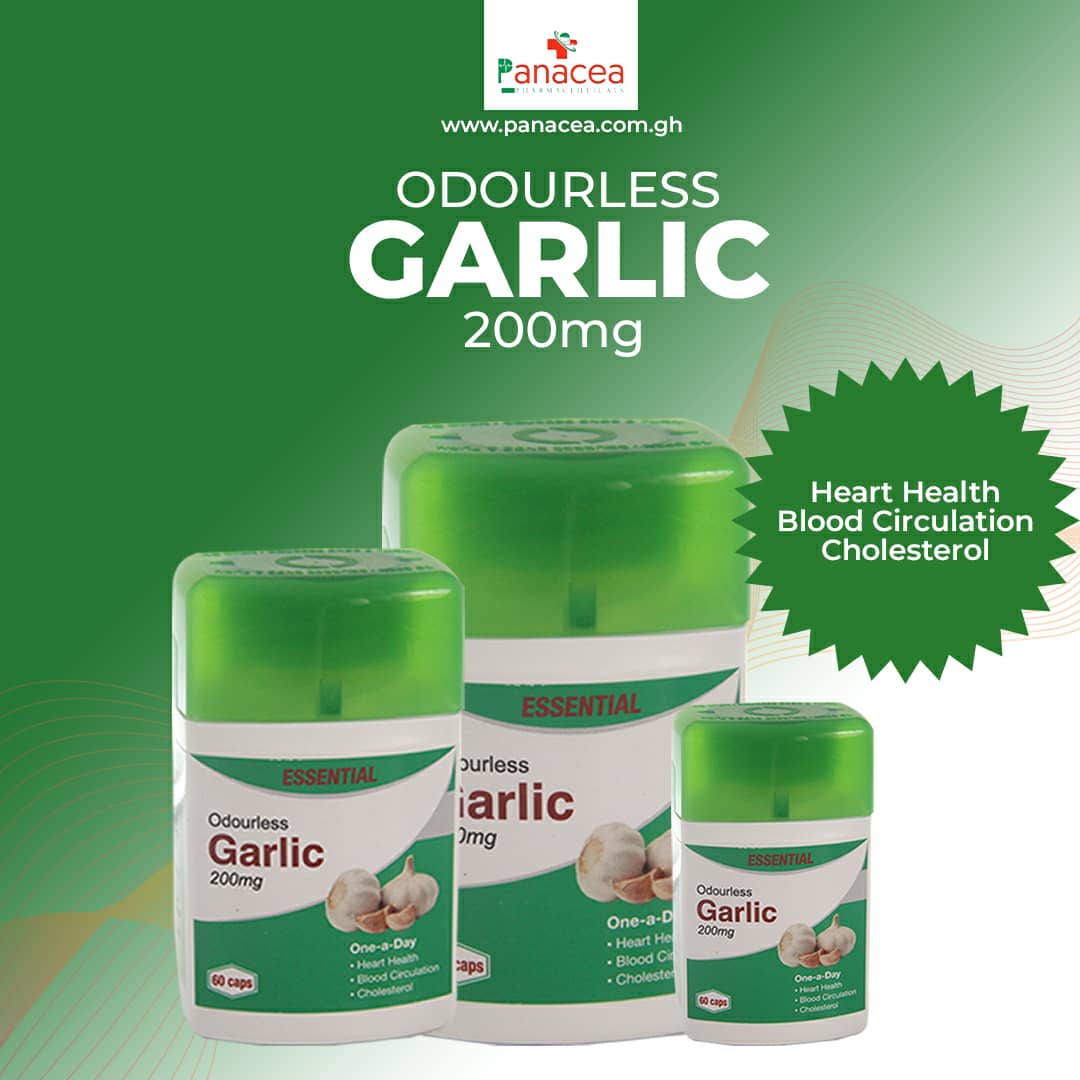 Panacea
PHARMACEUTICALS
www.panacea.com.gh
ODOURLESS
GARLIC
200mg
Heart Health
Blood Circulation
Cholesterol
ESSENTIAL
Odourless
Garlic
200mg
One-a-Day
• Heart Health
• Blood Circulation
• Cholesterol
60 caps
ESSENTIAL
ourless
arlic
0mg
One-a-D
• Heart He
• Blood Ci
• Choleste
caps
ESSENTIAL
Odourless
Garlic
200mg
One-a-Day
• Heart Health
• Blood Circulation
• Cholesterol
60 caps